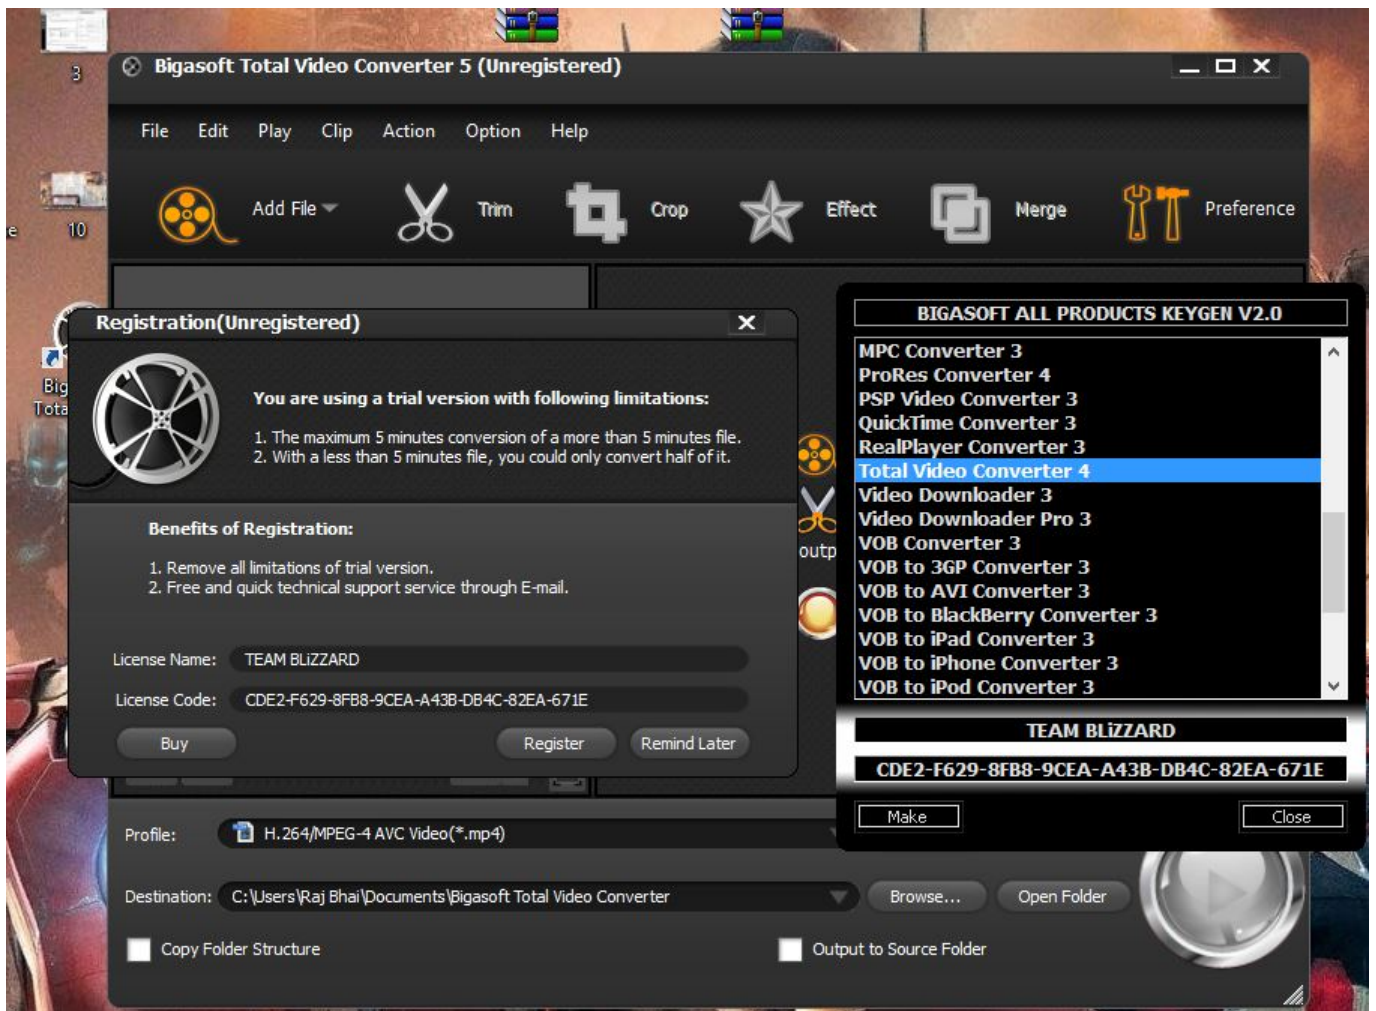 3
Bigasoft Total Video Converter 5 (Unregistered)
File Edit Play Clip Action Option Help
Add File Trim Crop Effect Merge Preference
e 10
Registration(Unregistered)
You are using a trial version with following limitations:
1. The maximum 5 minutes conversion of a more than 5 minutes file.
2. With a less than 5 minutes file, you could only convert half of it.
Big
Tota
Benefits of Registration:
1. Remove all limitations of trial version.
2. Free and quick technical support service through E-mail.
License Name: TEAM BLiZZARD
License Code: CDE2-F629-8FB8-9CEA-A43B-DB4C-82EA-671E
Buy Register Remind Later
outp
BIGASOFT ALL PRODUCTS KEYGEN V2.0
MPC Converter 3
ProRes Converter 4
PSP Video Converter 3
QuickTime Converter 3
RealPlayer Converter 3
Total Video Converter 4
Video Downloader 3
Video Downloader Pro 3
VOB Converter 3
VOB to 3GP Converter 3
VOB to AVI Converter 3
VOB to BlackBerry Converter 3
VOB to iPad Converter 3
VOB to iPhone Converter 3
VOB to iPod Converter 3
TEAM BLiZZARD
CDE2-F629-8FB8-9CEA-A43B-DB4C-82EA-671E
Make Close
Profile: H.264/MPEG-4 AVC Video(*.mp4)
Destination: C:\Users\Raj Bhai\Documents\Bigasoft Total Video Converter Browse... Open Folder
Copy Folder Structure Output to Source Folder